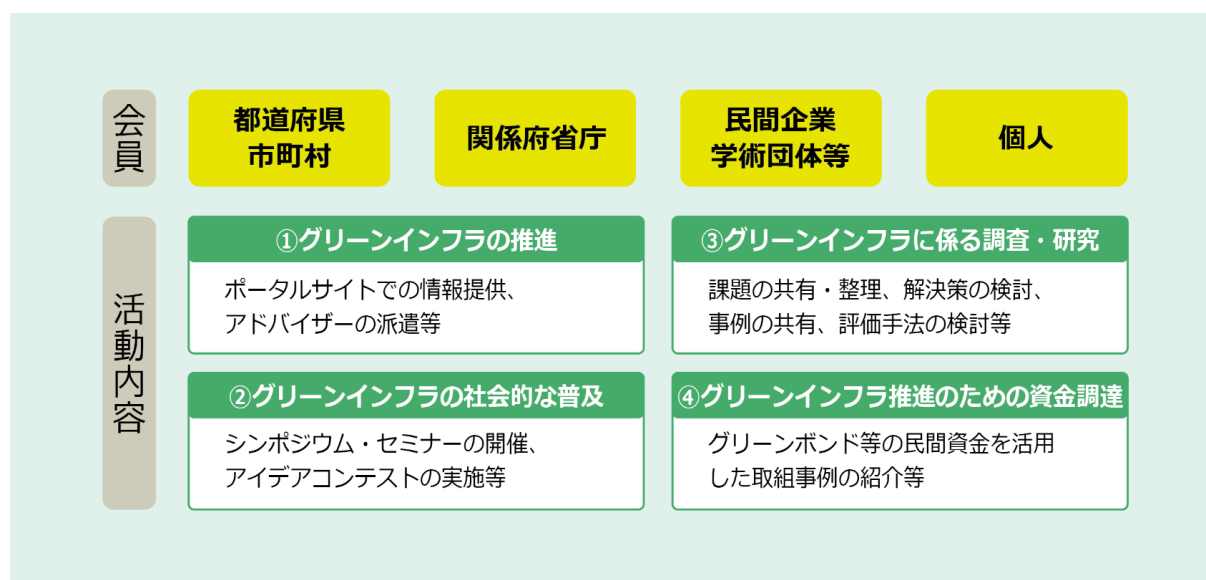 会員
都道府県
市町村
関係府省庁
民間企業
学術団体等
個人
活動内容
①グリーンインフラの推進
ポータルサイトでの情報提供、
アドバイザーの派遣等
②グリーンインフラの社会的な普及
シンポジウム・セミナーの開催、
アイデアコンテストの実施等
③グリーンインフラに係る調査・研究
課題の共有・整理、解決策の検討、
事例の共有、評価手法の検討等
④グリーンインフラ推進のための資金調達
グリーンボンド等の民間資金を活用
した取組事例の紹介等